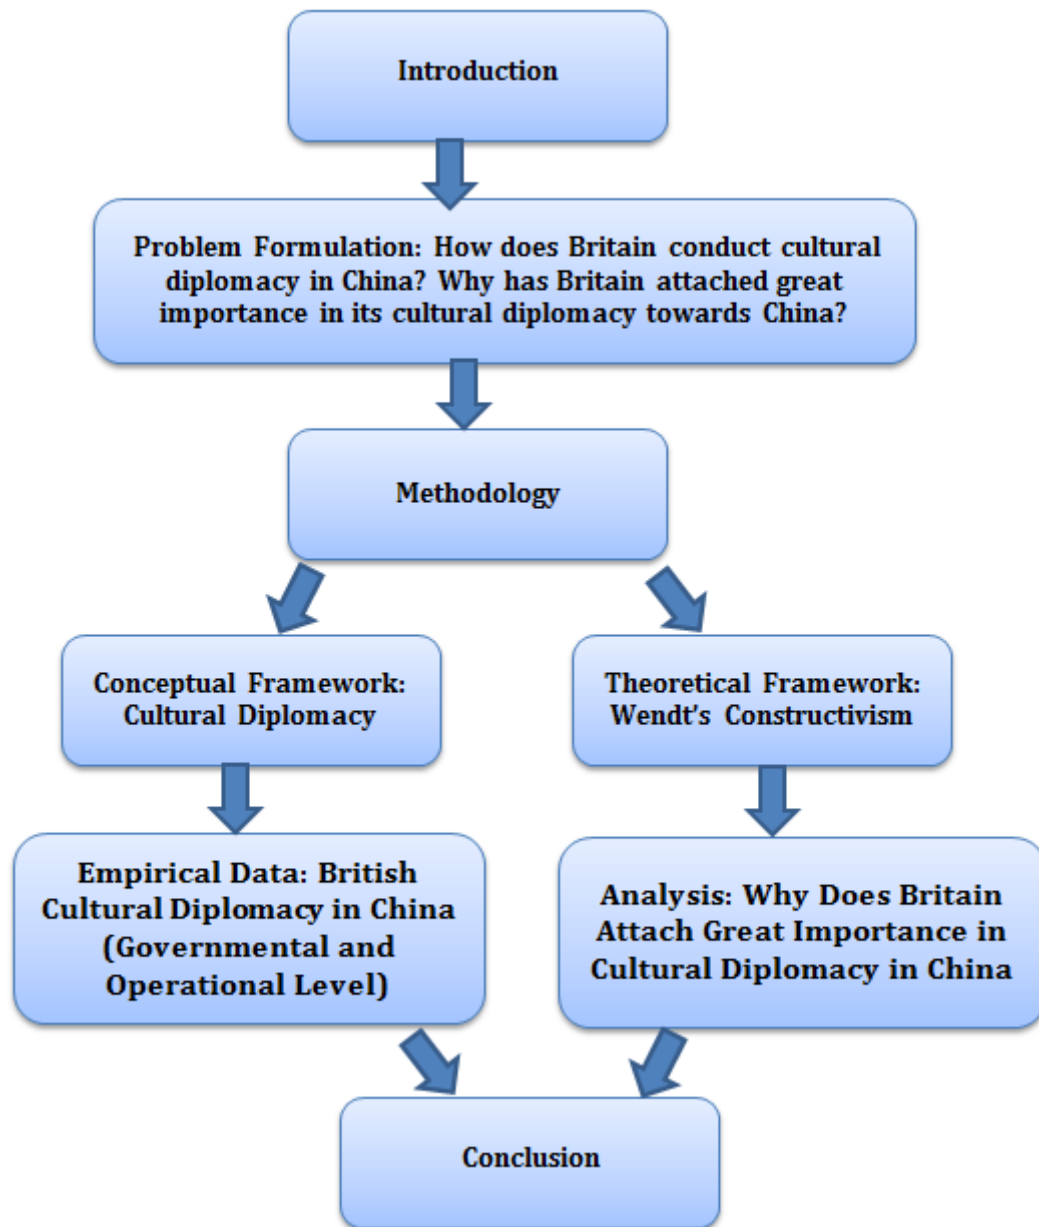 Introduction
Problem Formulation: How does Britain conduct cultural
diplomacy in China? Why has Britain attached great
importance in its cultural diplomacy towards China?
Methodology
Conceptual Framework:
Cultural Diplomacy
Theoretical Framework:
Wendt's Constructivism
Empirical Data: British
Cultural Diplomacy in China
(Governmental and
Operational Level)
Analysis: Why Does Britain
Attach Great Importance in
Cultural Diplomacy in China
Conclusion